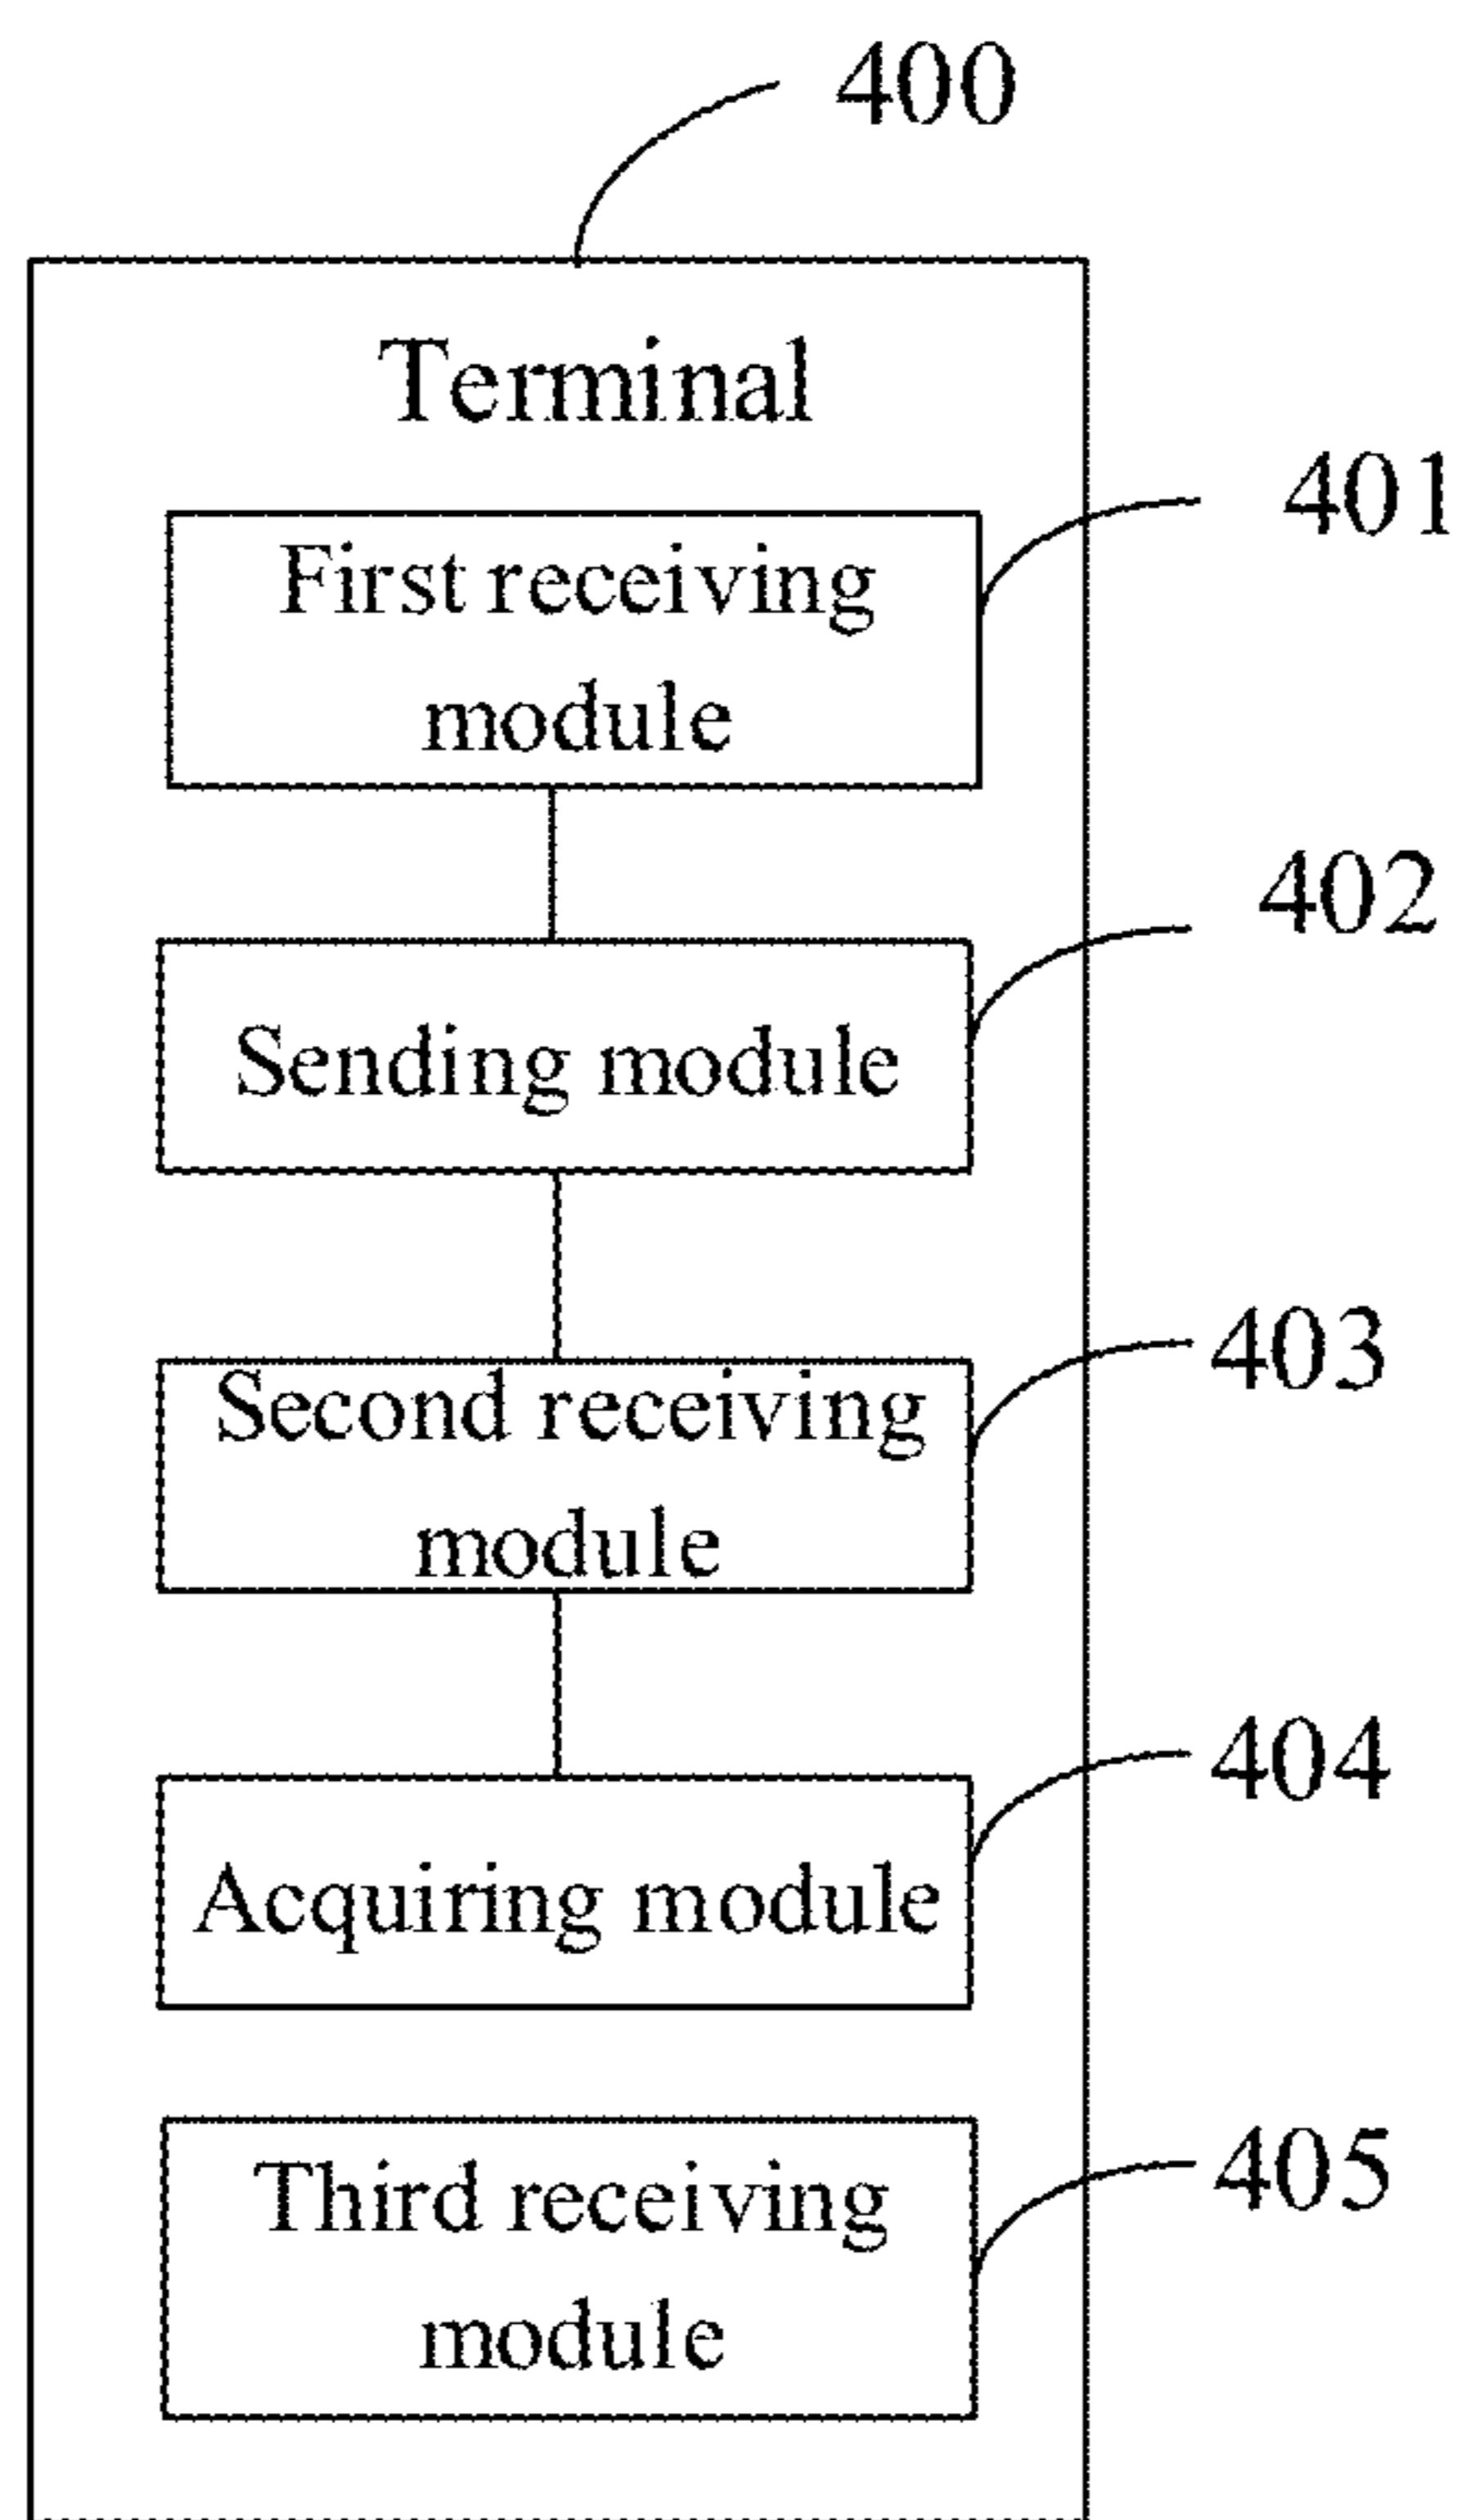 400
Terminal
401
First receiving
module
402
Sending module
403
Second receiving
module
404
Acquiring module
405
Third receiving
module